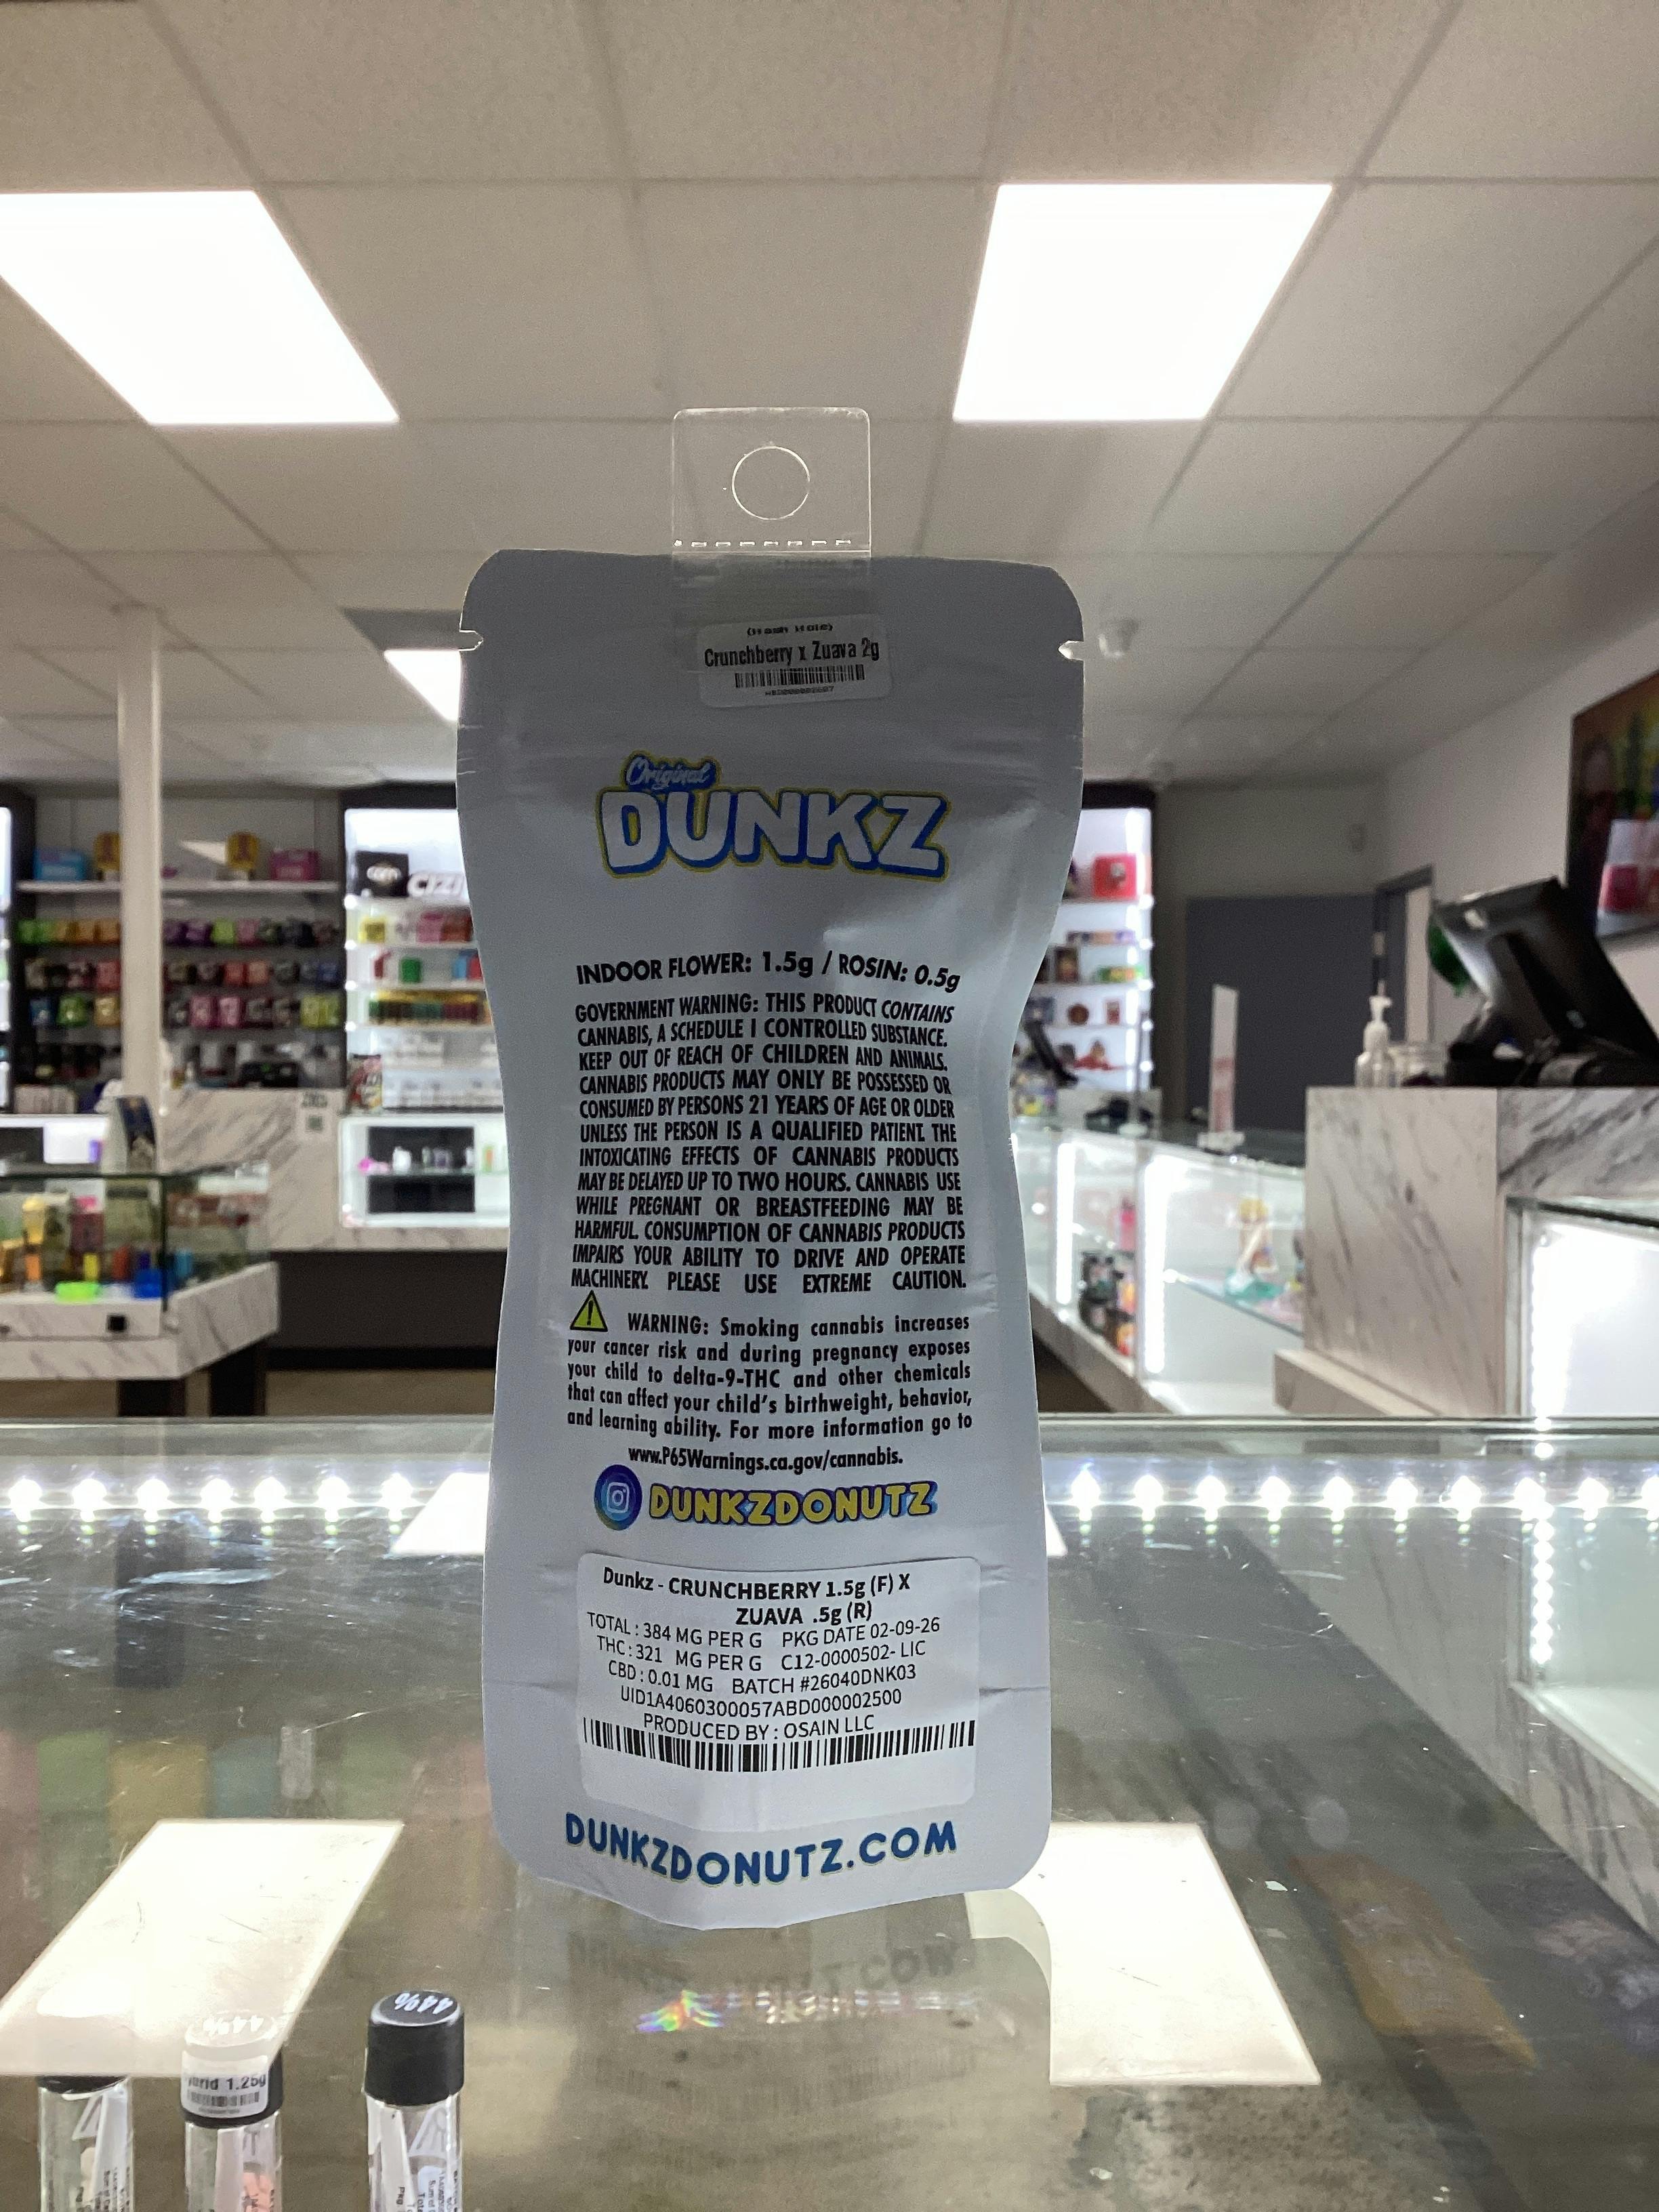 (Hash Hole)
Crunchberry x Zuava 2g
Original
DUNKZ
INDOOR FLOWER: 1.5g / ROSIN: 0.5g
GOVERNMENT WARNING: THIS PRODUCT CONTAINS
CANNABIS, A SCHEDULE I CONTROLLED SUBSTANCE.
KEEP OUT OF REACH OF CHILDREN AND ANIMALS.
CANNABIS PRODUCTS MAY ONLY BE POSSESSED OR
CONSUMED BY PERSONS 21 YEARS OF AGE OR OLDER
UNLESS THE PERSON IS A QUALIFIED PATIENT. THE
INTOXICATING EFFECTS OF CANNABIS PRODUCTS
MAY BE DELAYED UP TO TWO HOURS. CANNABIS USE
WHILE PREGNANT OR BREASTFEEDING MAY BE
HARMFUL. CONSUMPTION OF CANNABIS PRODUCTS
IMPAIRS YOUR ABILITY TO DRIVE AND OPERATE
MACHINERY. PLEASE USE EXTREME CAUTION.
WARNING: Smoking cannabis increases
your cancer risk and during pregnancy exposes
your child to delta-9-THC and other chemicals
that can affect your child's birthweight, behavior,
and learning ability. For more information go to
www.P65Warnings.ca.gov/cannabis.
DUNKZDONUTZ
Dunkz - CRUNCHBERRY 1.5g (F) X
ZUAVA .5g (R)
TOTAL : 384 MG PER G PKG DATE 02-09-26
THC : 321 MG PER G C12-0000502- LIC
CBD : 0.01 MG BATCH #26040DNK03
UID1A4060300057ABD000002500
PRODUCED BY : OSAIN LLC
DUNKZDONUTZ.COM
44%
44%
1.25g